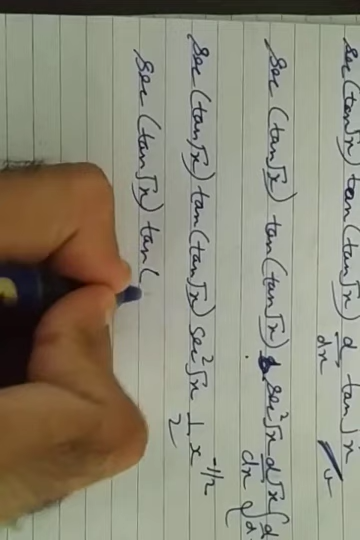 sec(tan√x) tan(tan√x) d/dx tan√x
sec(tan√x) tan(tan√x) sec²√x d/dx √x
sec(tan√x) tan(tan√x) sec²√x 1/2 x^-1/2
sec(tan√x) tan(